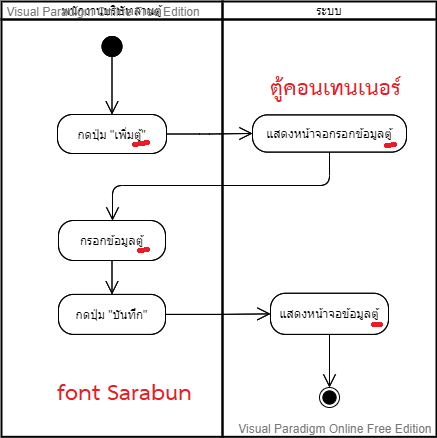 Visual Paradigm Online Free Edition
พนักงานบริษัทลานตู้
ระบบ
ตู้คอนเทนเนอร์
กดปุ่ม "เพิ่มตู้"
แสดงหน้าจอกรอกข้อมูลตู้
กรอกข้อมูลตู้
กดปุ่ม "บันทึก"
แสดงหน้าจอข้อมูลตู้
font Sarabun
Visual Paradigm Online Free Edition